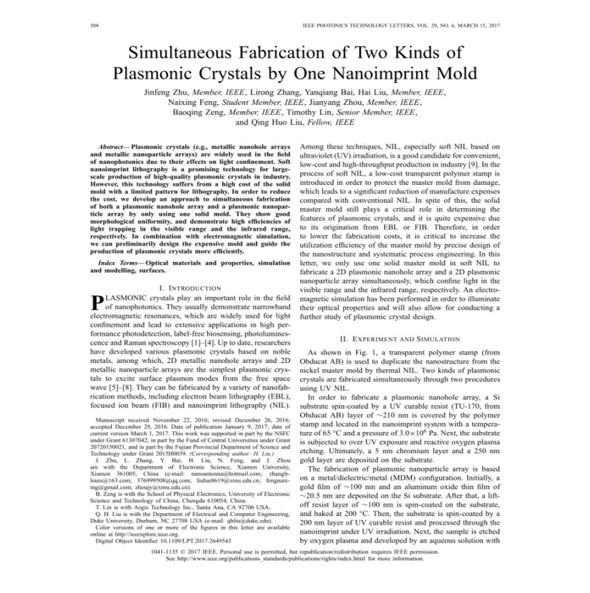 504
IEEE PHOTONICS TECHNOLOGY LETTERS, VOL. 29, NO. 6, MARCH 15, 2017
Simultaneous Fabrication of Two Kinds of
Plasmonic Crystals by One Nanoimprint Mold
Jinfeng Zhu, Member, IEEE, Lirong Zhang, Yanqiang Bai, Hai Liu, Member, IEEE,
Naixing Feng, Student Member, IEEE, Jianyang Zhou, Member, IEEE,
Baoqing Zeng, Member, IEEE, Timothy Lin, Senior Member, IEEE,
and Qing Huo Liu, Fellow, IEEE
Abstract—Plasmonic crystals (e.g., metallic nanohole arrays
and metallic nanoparticle arrays) are widely used in the field
of nanophotonics due to their effects on light confinement. Soft
nanoimprint lithography is a promising technology for large-
scale production of high-quality plasmonic crystals in industry.
However, this technology suffers from a high cost of the solid
mold with a limited pattern for lithography. In order to reduce
the cost, we develop an approach to simultaneous fabrication
of both a plasmonic nanohole array and a plasmonic nanopar-
ticle array by only using one solid mold. They show good
morphological uniformity, and demonstrate high efficiencies of
light trapping in the visible range and the infrared range,
respectively. In combination with electromagnetic simulation, we
can preliminarily design the expensive mold and guide the
production of plasmonic crystals more efficiently.
Index Terms—Optical materials and properties, simulation
and modelling, surfaces.
I. INTRODUCTION
PLASMONIC crystals play an important role in the field
of nanophotonics. They usually demonstrate narrowband
electromagnetic resonances, which are widely used for light
confinement and lead to extensive applications in high per-
formance photodetection, label-free biosensing, photolumines-
cence and Raman spectroscopy [1]–[4]. Up to date, researchers
have developed various plasmonic crystals based on noble
metals, among which, 2D metallic nanohole arrays and 2D
metallic nanoparticle arrays are the simplest plasmonic crys-
tals to excite surface plasmon modes from the free space
wave [5]–[8]. They can be fabricated by a variety of nanofab-
rication methods, including electron beam lithography (EBL),
focused ion beam (FIB) and nanoimprint lithography (NIL).
Manuscript received November 22, 2016; revised December 26, 2016;
accepted December 29, 2016. Date of publication January 9, 2017; date of
current version March 1, 2017. This work was supported in part by the NSFC
under Grant 61307042, in part by the Fund of Central Universities under Grant
20720150021, and in part by the Fujian Provincial Department of Science and
Technology under Grant 2015H0039. (Corresponding author: H. Liu.)
J. Zhu, L. Zhang, Y. Bai, H. Liu, N. Feng, and J. Zhou
are with the Department of Electronic Science, Xiamen University,
Xiamen 361005, China
B. Zeng is with the School of Physical Electronics, University of Electronic
Science and Technology of China, Chengdu 610054, China.
T. Lin is with Aegis Technology Inc., Santa Ana, CA 92706 USA.
Q. H. Liu is with the Department of Electrical and Computer Engineering,
Duke University, Durham, NC 27708 USA (e-mail: qhliu@duke.edu).
Color versions of one or more of the figures in this letter are available
online at http://ieeexplore.ieee.org.
Digital Object Identifier 10.1109/LPT.2017.2649543
Among these techniques, NIL, especially soft NIL based on
ultraviolet (UV) irradiation, is a good candidate for convenient,
low-cost and high-throughput production in industry [9]. In the
process of soft NIL, a low-cost transparent polymer stamp is
introduced in order to protect the master mold from damage,
which leads to a significant reduction of manufacture expenses
compared with conventional NIL. In spite of this, the solid
master mold still plays a critical role in determining the
features of plasmonic crystals, and it is quite expensive due
to its origination from EBL or FIB. Therefore, in order
to lower the fabrication costs, it is critical to increase the
utilization efficiency of the master mold by precise design of
the nanostructure and systematic process engineering. In this
letter, we only use one solid master mold in soft NIL to
fabricate a 2D plasmonic nanohole array and a 2D plasmonic
nanoparticle array simultaneously, which confine light in the
visible range and the infrared range, respectively. An electro-
magnetic simulation has been performed in order to illuminate
their optical properties and will also allow for conducting a
further study of plasmonic crystal design.
II. EXPERIMENT AND SIMULATION
As shown in Fig. 1, a transparent polymer stamp (from
Obducat AB) is used to duplicate the nanostructure from the
nickel master mold by thermal NIL. Two kinds of plasmonic
crystals are fabricated simultaneously through two procedures
using UV NIL.
In order to fabricate a plasmonic nanohole array, a Si
substrate spin-coated by a UV curable resist (TU-170, from
Obducat AB) layer of ~210 nm is covered by the polymer
stamp and located in the nanoimprint system with a tempera-
ture of 65 °C and a pressure of 3.0×10⁶ Pa. Next, the substrate
is subjected to over UV exposure and reactive oxygen plasma
etching. Ultimately, a 5 nm chromium layer and a 250 nm
gold layer are deposited on the substrate.
The fabrication of plasmonic nanoparticle array is based
on a metal/dielectric/metal (MDM) configuration. Initially, a
gold film of ~100 nm and an aluminum oxide thin film of
~20.5 nm are deposited on the Si substrate. After that, a lift-
off resist layer of ~100 nm is spin-coated on the substrate,
and baked at 200 °C. Then, the substrate is spin-coated by a
200 nm layer of UV curable resist and processed through the
nanoimprint under UV irradiation. Next, the sample is etched
by oxygen plasma and developed by an aqueous solution with
1041-1135 © 2017 IEEE. Personal use is permitted, but republication/redistribution requires IEEE permission.
See http://www.ieee.org/publications_standards/publications/rights/index.html for more information.